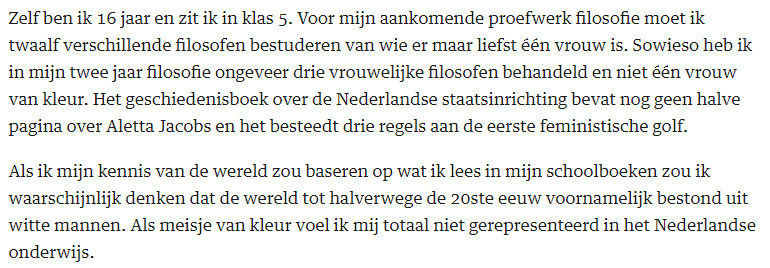 Zelf ben ik 16 jaar en zit ik in klas 5. Voor mijn aankomende proefwerk filosofie moet ik
twaalf verschillende filosofen bestuderen van wie er maar liefst één vrouw is. Sowieso heb ik
in mijn twee jaar filosofie ongeveer drie vrouwelijke filosofen behandeld en niet één vrouw
van kleur. Het geschiedenisboek over de Nederlandse staatsinrichting bevat nog geen halve
pagina over Aletta Jacobs en het besteedt drie regels aan de eerste feministische golf.
Als ik mijn kennis van de wereld zou baseren op wat ik lees in mijn schoolboeken zou ik
waarschijnlijk denken dat de wereld tot halverwege de 20ste eeuw voornamelijk bestond uit
witte mannen. Als meisje van kleur voel ik mij totaal niet gerepresenteerd in het Nederlandse
onderwijs.